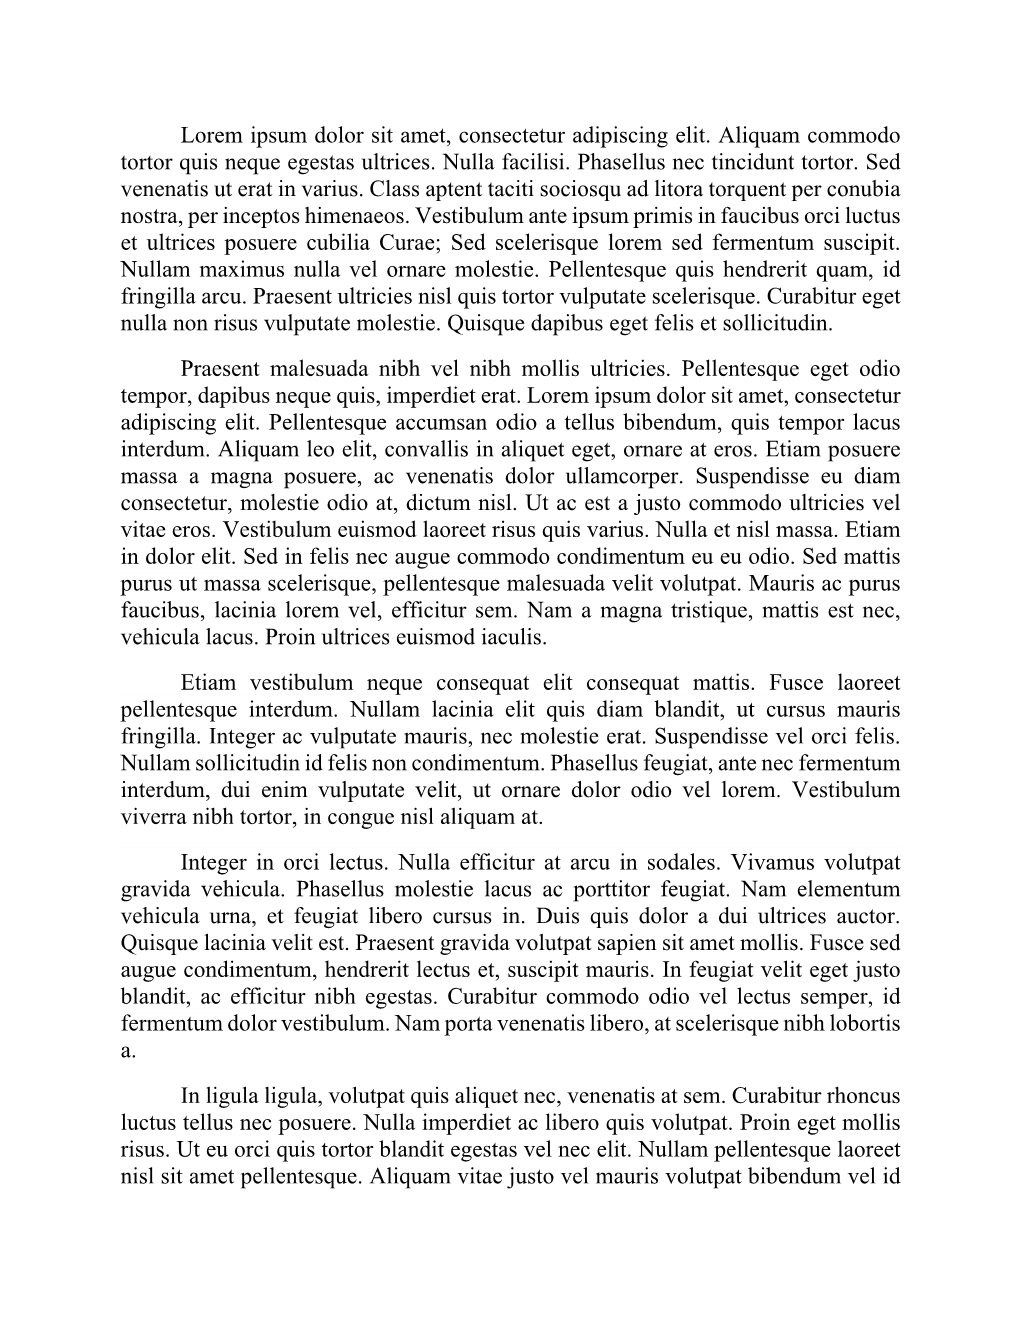 Lorem ipsum dolor sit amet, consectetur adipiscing elit. Aliquam commodo
tortor quis neque egestas ultrices. Nulla facilisi. Phasellus nec tincidunt tortor. Sed
venenatis ut erat in varius. Class aptent taciti sociosqu ad litora torquent per conubia
nostra, per inceptos himenaeos. Vestibulum ante ipsum primis in faucibus orci luctus
et ultrices posuere cubilia Curae; Sed scelerisque lorem sed fermentum suscipit.
Nullam maximus nulla vel ornare molestie. Pellentesque quis hendrerit quam, id
fringilla arcu. Praesent ultricies nisl quis tortor vulputate scelerisque. Curabitur eget
nulla non risus vulputate molestie. Quisque dapibus eget felis et sollicitudin.
Praesent malesuada nibh vel nibh mollis ultricies. Pellentesque eget odio
tempor, dapibus neque quis, imperdiet erat. Lorem ipsum dolor sit amet, consectetur
adipiscing elit. Pellentesque accumsan odio a tellus bibendum, quis tempor lacus
interdum. Aliquam leo elit, convallis in aliquet eget, ornare at eros. Etiam posuere
massa a magna posuere, ac venenatis dolor ullamcorper. Suspendisse eu diam
consectetur, molestie odio at, dictum nisl. Ut ac est a justo commodo ultricies vel
vitae eros. Vestibulum euismod laoreet risus quis varius. Nulla et nisl massa. Etiam
in dolor elit. Sed in felis nec augue commodo condimentum eu eu odio. Sed mattis
purus ut massa scelerisque, pellentesque malesuada velit volutpat. Mauris ac purus
faucibus, lacinia lorem vel, efficitur sem. Nam a magna tristique, mattis est nec,
vehicula lacus. Proin ultrices euismod iaculis.
Etiam vestibulum neque consequat elit consequat mattis. Fusce laoreet
pellentesque interdum. Nullam lacinia elit quis diam blandit, ut cursus mauris
fringilla. Integer ac vulputate mauris, nec molestie erat. Suspendisse vel orci felis.
Nullam sollicitudin id felis non condimentum. Phasellus feugiat, ante nec fermentum
interdum, dui enim vulputate velit, ut ornare dolor odio vel lorem. Vestibulum
viverra nibh tortor, in congue nisl aliquam at.
Integer in orci lectus. Nulla efficitur at arcu in sodales. Vivamus volutpat
gravida vehicula. Phasellus molestie lacus ac porttitor feugiat. Nam elementum
vehicula urna, et feugiat libero cursus in. Duis quis dolor a dui ultrices auctor.
Quisque lacinia velit est. Praesent gravida volutpat sapien sit amet mollis. Fusce sed
augue condimentum, hendrerit lectus et, suscipit mauris. In feugiat velit eget justo
blandit, ac efficitur nibh egestas. Curabitur commodo odio vel lectus semper, id
fermentum dolor vestibulum. Nam porta venenatis libero, at scelerisque nibh lobortis
a.
In ligula ligula, volutpat quis aliquet nec, venenatis at sem. Curabitur rhoncus
luctus tellus nec posuere. Nulla imperdiet ac libero quis volutpat. Proin eget mollis
risus. Ut eu orci quis tortor blandit egestas vel nec elit. Nullam pellentesque laoreet
nisl sit amet pellentesque. Aliquam vitae justo vel mauris volutpat bibendum vel id